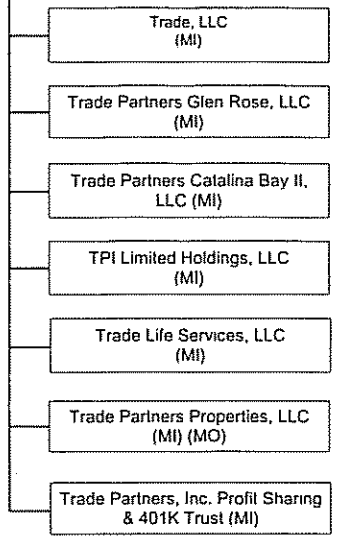 Trade, LLC
(MI)
Trade Partners Glen Rose, LLC
(MI)
Trade Partners Catalina Bay II,
LLC (MI)
TPI Limited Holdings, LLC
(MI)
Trade Life Services, LLC
(MI)
Trade Partners Properties, LLC
(MI) (MO)
Trade Partners, Inc. Profit Sharing
& 401K Trust (MI)